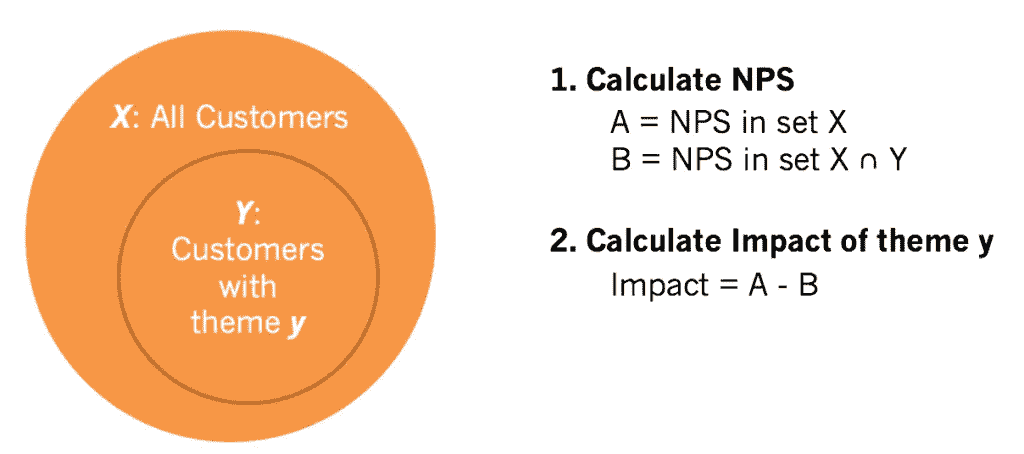 X: All Customers
Y:
Customers
with
theme y
1. Calculate NPS
A = NPS in set X
B = NPS in set X ∩ Y
2. Calculate Impact of theme y
Impact = A - B